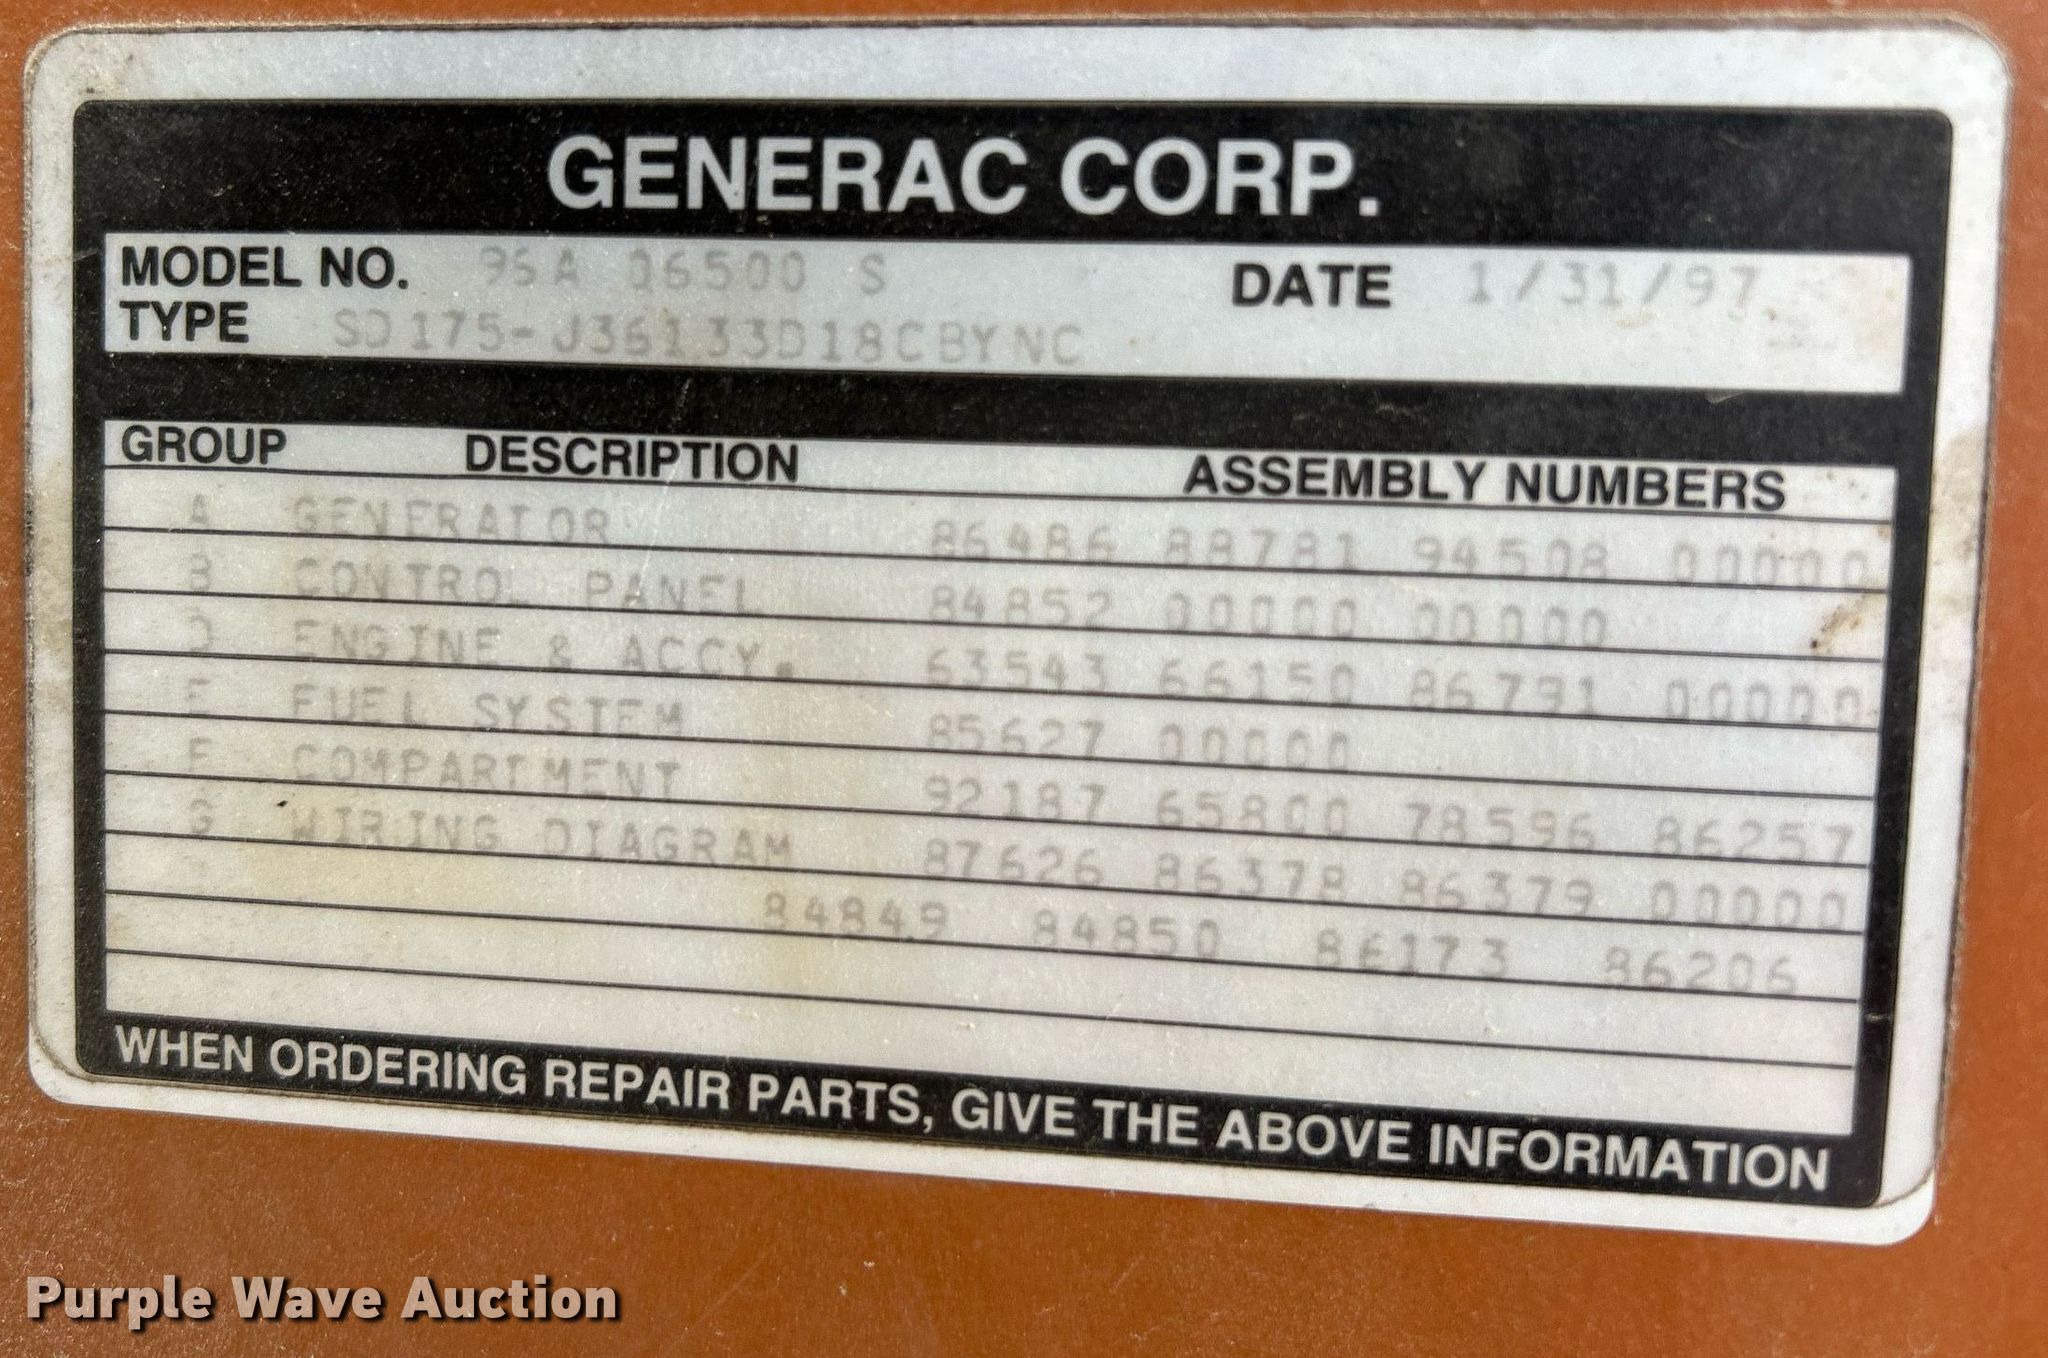 GENERAC CORP.
MODEL NO. 96A 06500 S DATE 1/31/97
TYPE SD175-J36133D18CBYNC
GROUP DESCRIPTION ASSEMBLY NUMBERS
A GENERATOR 86486 88781 94508 00000
B CONTROL PANEL 84852 00000 00000
D ENGINE & ACCY. 63543 66150 86791 00000
E FUEL SYSTEM 85627 00000
F COMPARTMENT 92187 65800 78596 86257
G WIRING DIAGRAM 87626 86378 86379 00000
84849 84850 86173 86206
WHEN ORDERING REPAIR PARTS, GIVE THE ABOVE INFORMATION
Purple Wave Auction